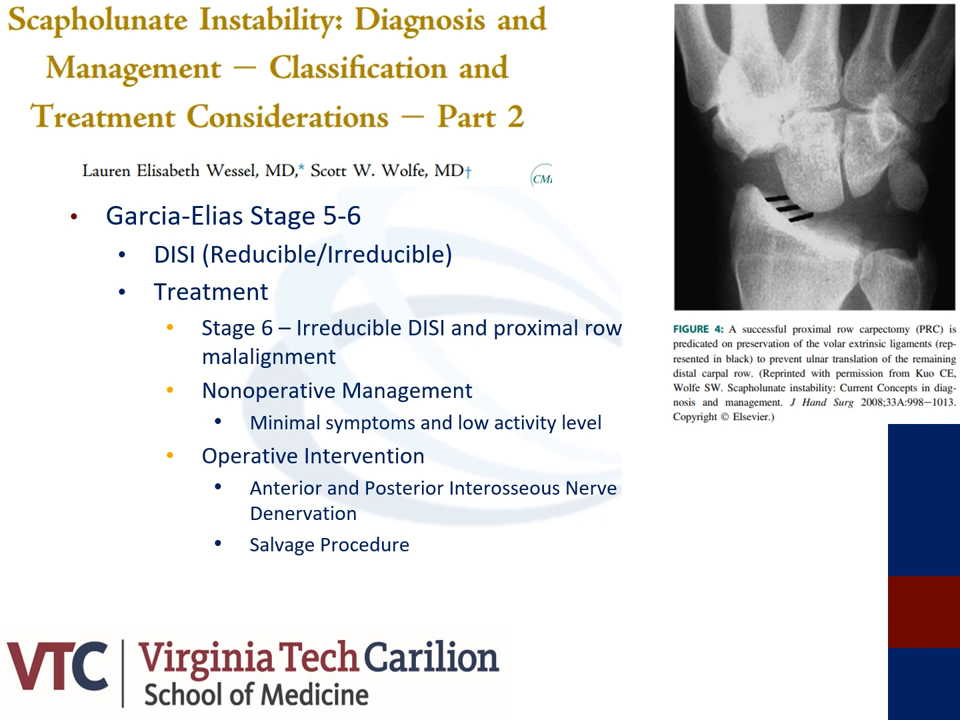 Scapholunate Instability: Diagnosis and
Management — Classification and
Treatment Considerations — Part 2
Lauren Elisabeth Wessel, MD,* Scott W. Wolfe, MD†
CME
• Garcia-Elias Stage 5-6
• DISI (Reducible/Irreducible)
• Treatment
• Stage 6 – Irreducible DISI and proximal row
malalignment
• Nonoperative Management
• Minimal symptoms and low activity level
• Operative Intervention
• Anterior and Posterior Interosseous Nerve
Denervation
• Salvage Procedure
FIGURE 4: A successful proximal row carpectomy (PRC) is
predicated on preservation of the volar extrinsic ligaments (rep-
resented in black) to prevent ulnar translation of the remaining
distal carpal row. (Reprinted with permission from Kuo CE,
Wolfe SW. Scapholunate instability: Current Concepts in diag-
nosis and management. J Hand Surg 2008;33A:998–1013.
Copyright © Elsevier.)
VTC Virginia Tech Carilion
School of Medicine